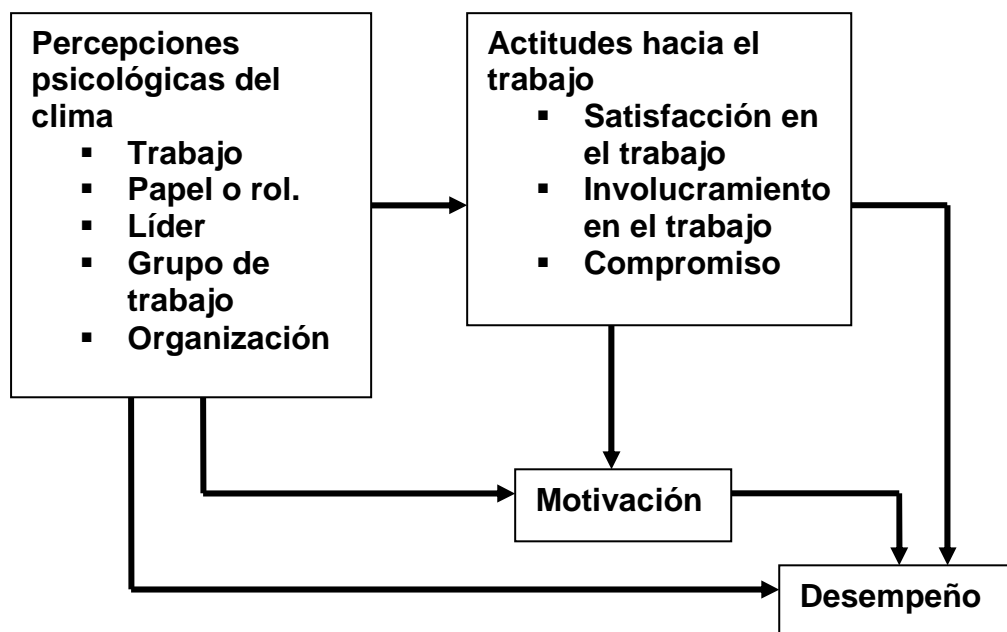 Percepciones
psicológicas del
clima
▪ Trabajo
▪ Papel o rol.
▪ Líder
▪ Grupo de
trabajo
▪ Organización
Actitudes hacia el
trabajo
▪ Satisfacción en
el trabajo
▪ Involucramiento
en el trabajo
▪ Compromiso
Motivación
Desempeño